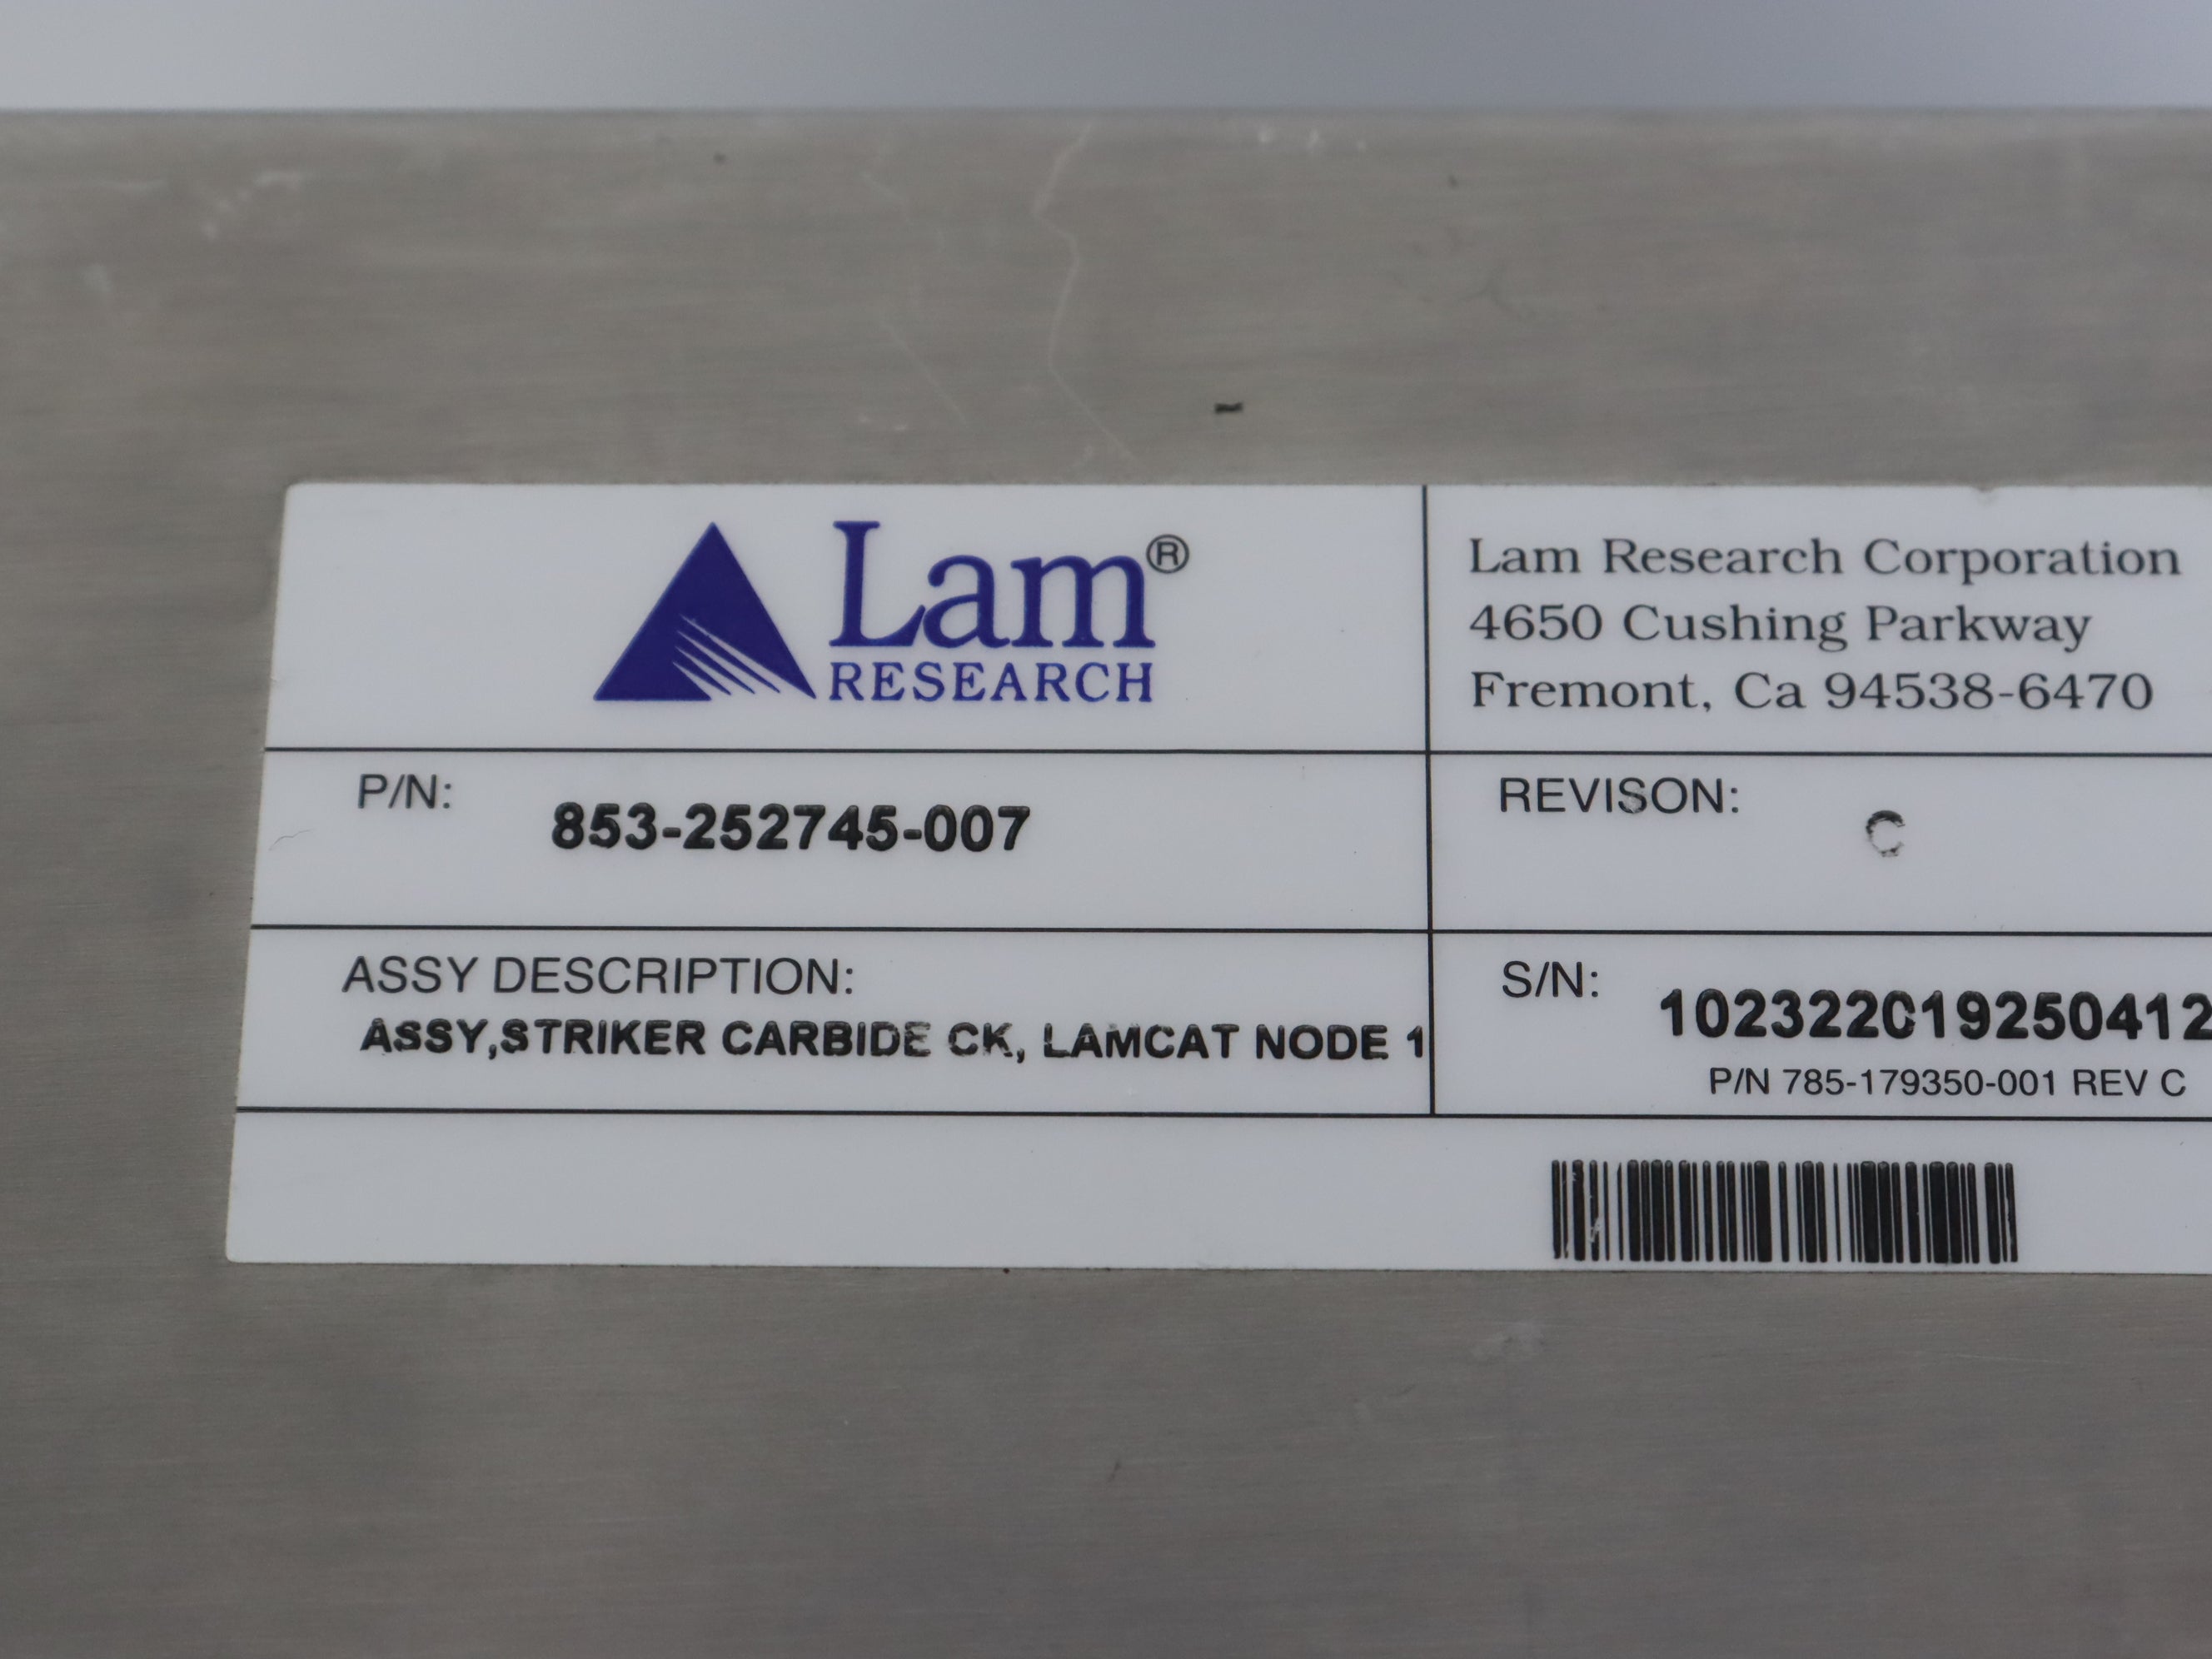 Lam®
RESEARCH
Lam Research Corporation
4650 Cushing Parkway
Fremont, Ca 94538-6470
P/N:
853-252745-007
REVISON:
C
ASSY DESCRIPTION:
ASSY,STRIKER CARBIDE CK, LAMCAT NODE 1
S/N:
P/N 785-179350-001 REV C